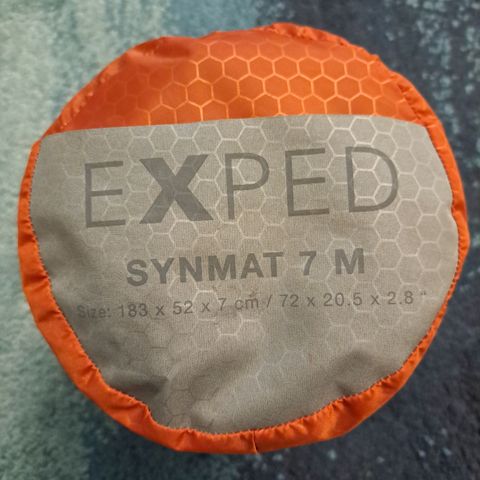 EXPED
SYNMAT 7 M
Size: 183 x 52 x 7 cm / 72 x 20.5 x 2.8 "